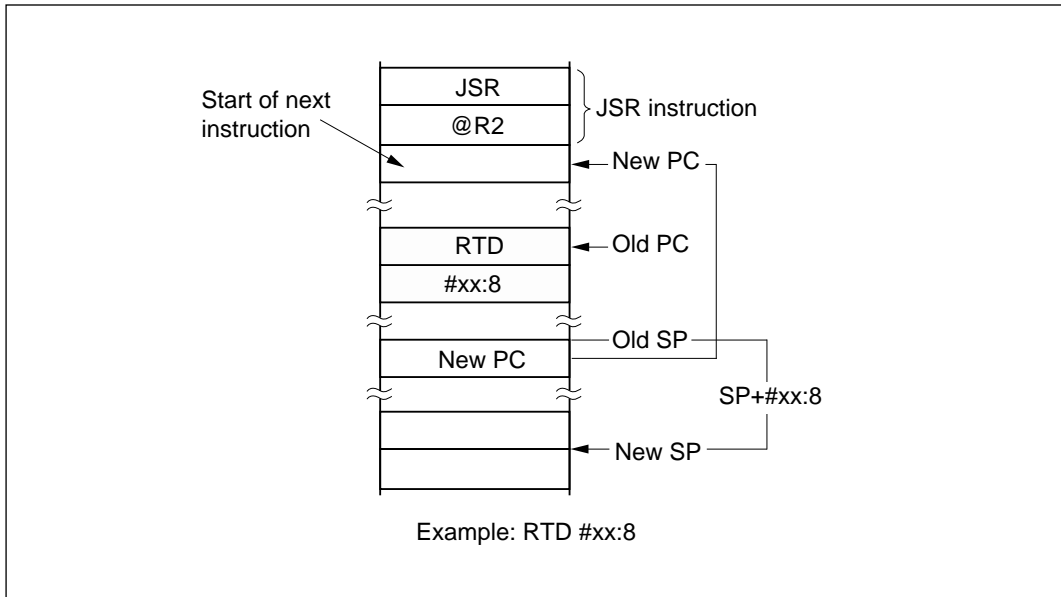 JSR
Start of next
instruction
JSR instruction
@R2
New PC
RTD
Old PC
#xx:8
Old SP
New PC
SP+#xx:8
New SP
Example: RTD #xx:8